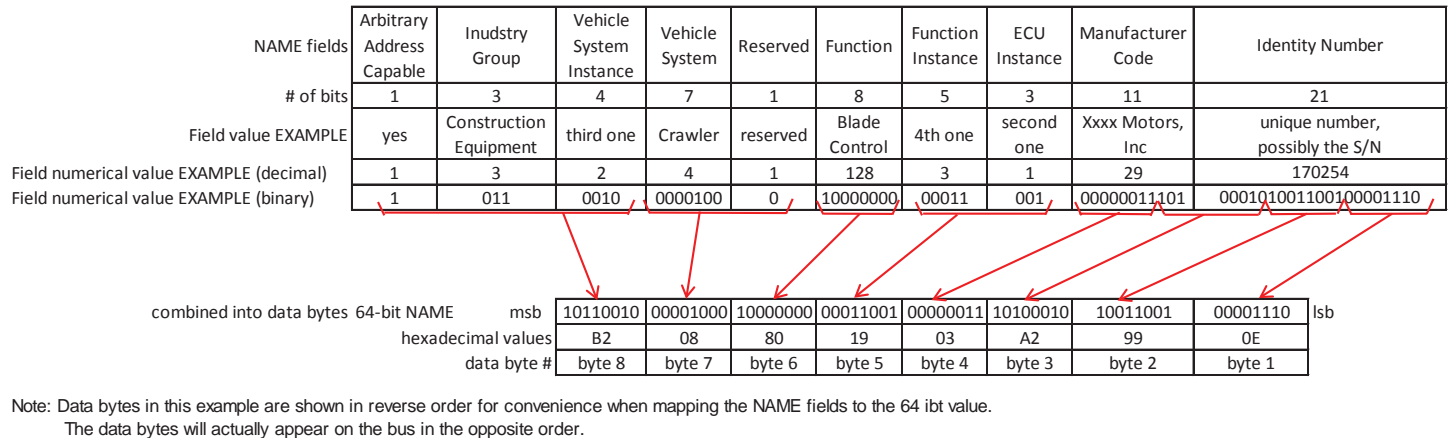 NAME fields Arbitrary Address Capable Inudstry Group Vehicle System Instance Vehicle System Reserved Function Function Instance ECU Instance Manufacturer Code Identity Number
# of bits 1 3 4 7 1 8 5 3 11 21
Field value EXAMPLE yes Construction Equipment third one Crawler reserved Blade Control 4th one second one Xxxx Motors, Inc unique number, possibly the S/N
Field numerical value EXAMPLE (decimal) 1 3 2 4 1 128 3 1 29 170254
Field numerical value EXAMPLE (binary) 1 011 0010 0000100 0 10000000 00011 001 00000011101 000101001100100001110
combined into data bytes 64-bit NAME msb 10110010 00001000 10000000 00011001 00000011 10100010 10011001 00001110 lsb
hexadecimal values B2 08 80 19 03 A2 99 0E
data byte # byte 8 byte 7 byte 6 byte 5 byte 4 byte 3 byte 2 byte 1
Note: Data bytes in this example are shown in reverse order for convenience when mapping the NAME fields to the 64 ibt value.
The data bytes will actually appear on the bus in the opposite order.